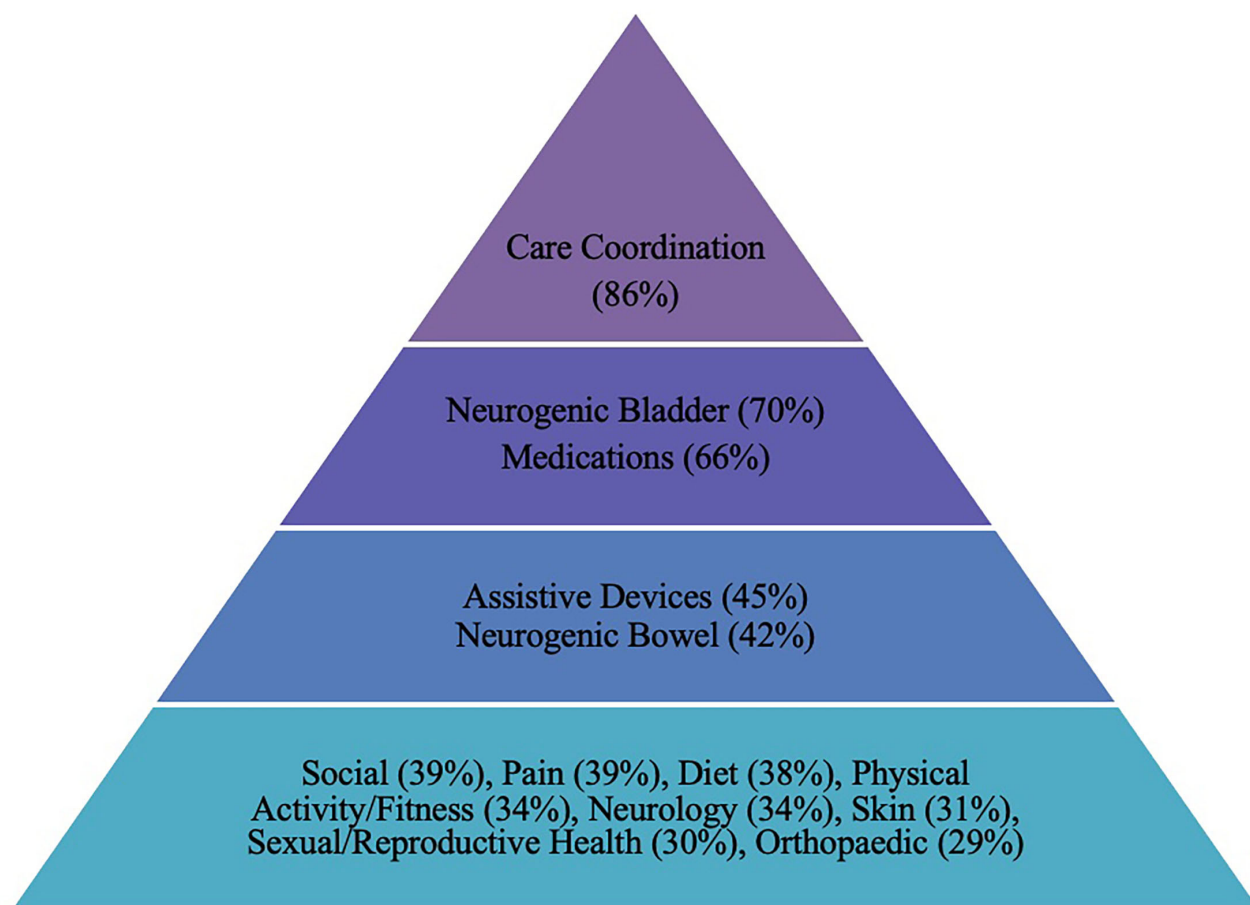 Care Coordination
(86%)
Neurogenic Bladder (70%)
Medications (66%)
Assistive Devices (45%)
Neurogenic Bowel (42%)
Social (39%), Pain (39%), Diet (38%), Physical
Activity/Fitness (34%), Neurology (34%), Skin (31%),
Sexual/Reproductive Health (30%), Orthopaedic (29%)